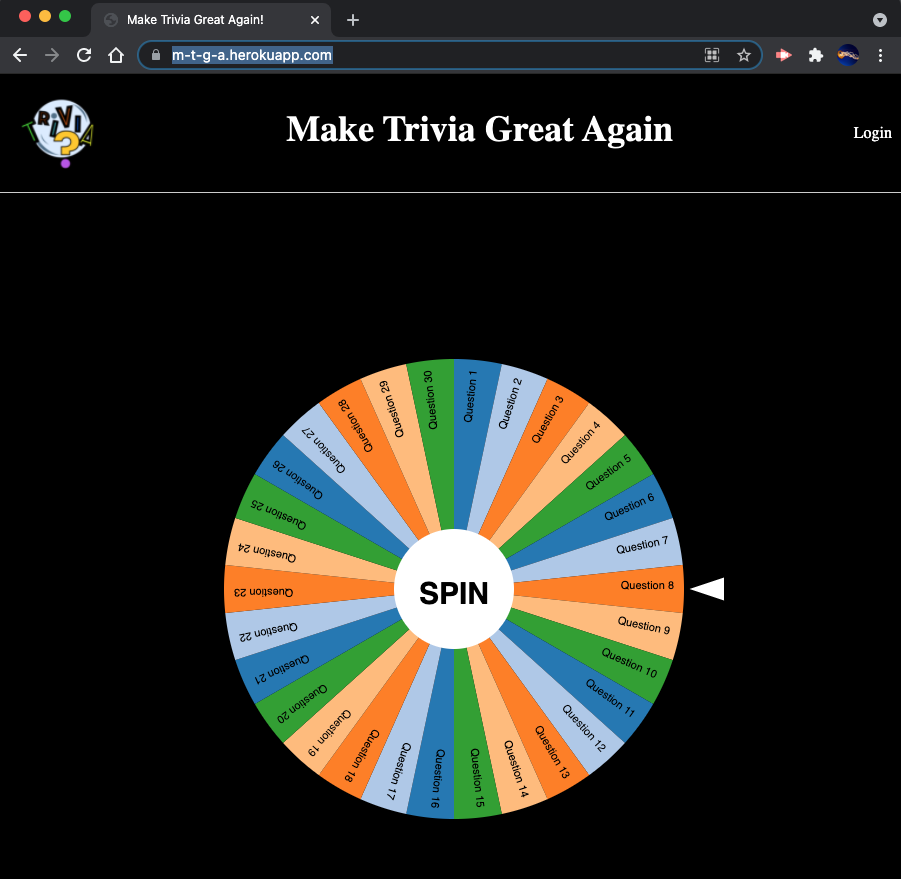 Make Trivia Great Again!
m-t-g-a.herokuapp.com
TRIVIA?
Make Trivia Great Again
Login
Question 1
Question 2
Question 3
Question 4
Question 5
Question 6
Question 7
Question 8
Question 9
Question 10
Question 11
Question 12
Question 13
Question 14
Question 15
Question 16
Question 17
Question 18
Question 19
Question 20
Question 21
Question 22
Question 23
Question 24
Question 25
Question 26
Question 27
Question 28
Question 29
Question 30
SPIN